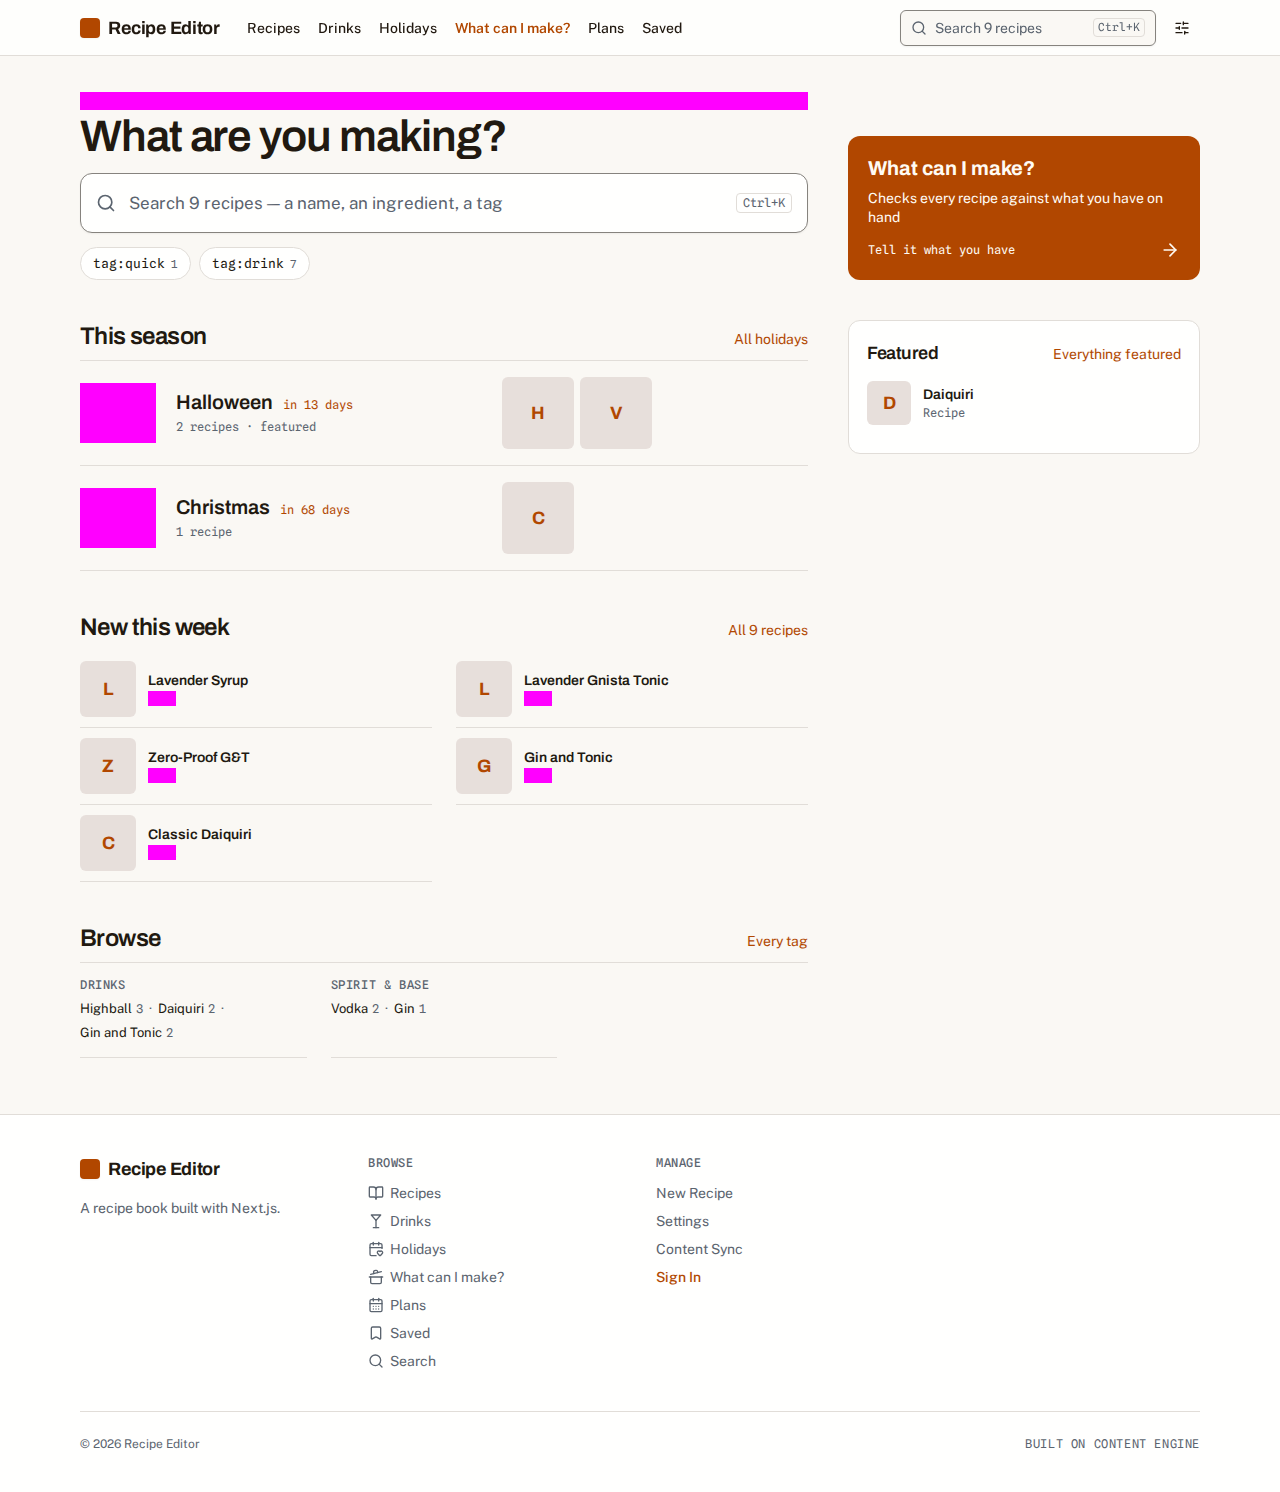 Recipe Editor
Recipes Drinks Holidays What can I make? Plans Saved
Search 9 recipes Ctrl+K
What are you making?
Search 9 recipes — a name, an ingredient, a tag Ctrl+K
tag:quick 1 tag:drink 7
What can I make?
Checks every recipe against what you have on
hand
Tell it what you have
This season All holidays
Halloween in 13 days
2 recipes · featured
H V
Christmas in 68 days
1 recipe
C
Featured Everything featured
D
Daiquiri
Recipe
New this week All 9 recipes
L Lavender Syrup
L Lavender Gnista Tonic
Z Zero-Proof G&T
G Gin and Tonic
C Classic Daiquiri
Browse Every tag
DRINKS
Highball 3 · Daiquiri 2 ·
Gin and Tonic 2
SPIRIT & BASE
Vodka 2 · Gin 1
Recipe Editor
A recipe book built with Next.js.
BROWSE
Recipes
Drinks
Holidays
What can I make?
Plans
Saved
Search
MANAGE
New Recipe
Settings
Content Sync
Sign In
© 2026 Recipe Editor
BUILT ON CONTENT ENGINE